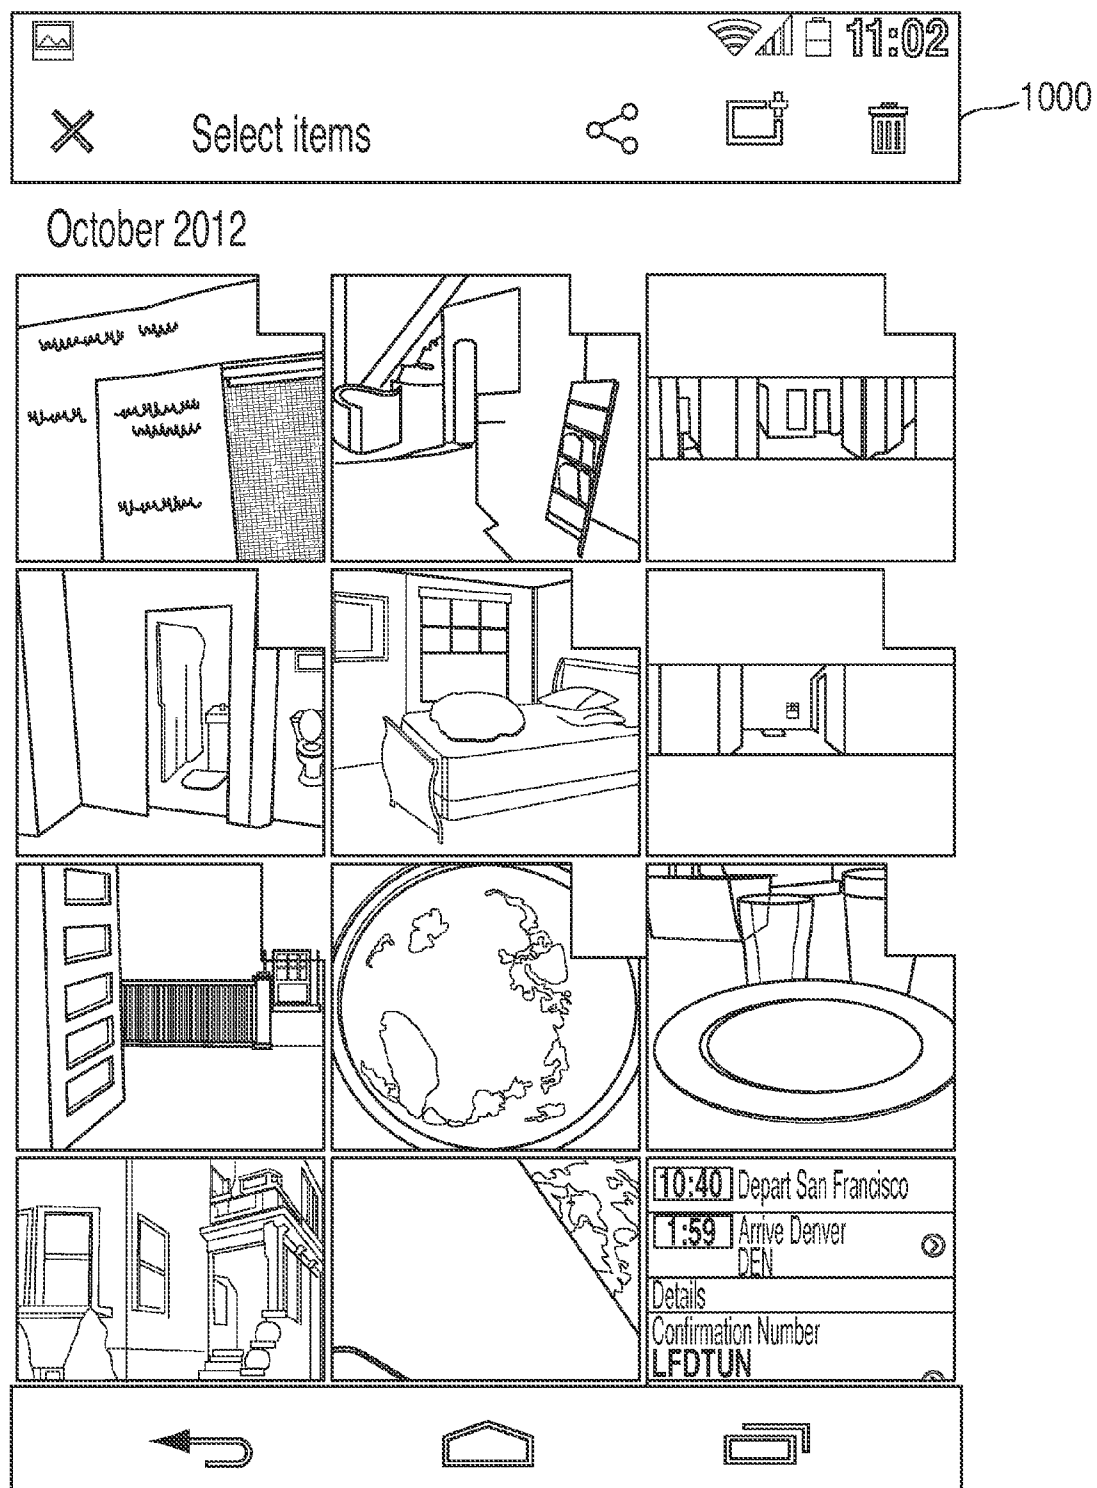 11:02
1000
Select items
October 2012
10:40 Depart San Francisco
1:59 Arrive Denver
DEN
Details
Confirmation Number
LFDTUN